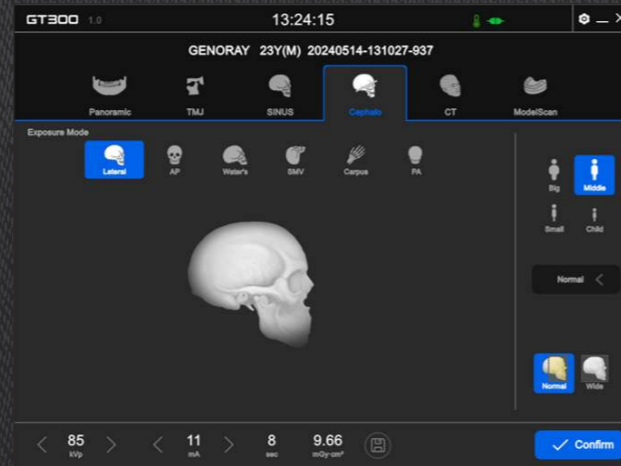 GT300 1.0 13:24:15
GENORAY 23Y(M) 20240514-131027-937
Panoramic TMJ SINUS Cephalo CT ModelScan
Exposure Mode
Lateral AP Water's SMV Carpus PA
Big Middle
Small Child
Normal
Normal Wide
85 11 8 9.66
kVp mA sec mGy·cm²
Confirm